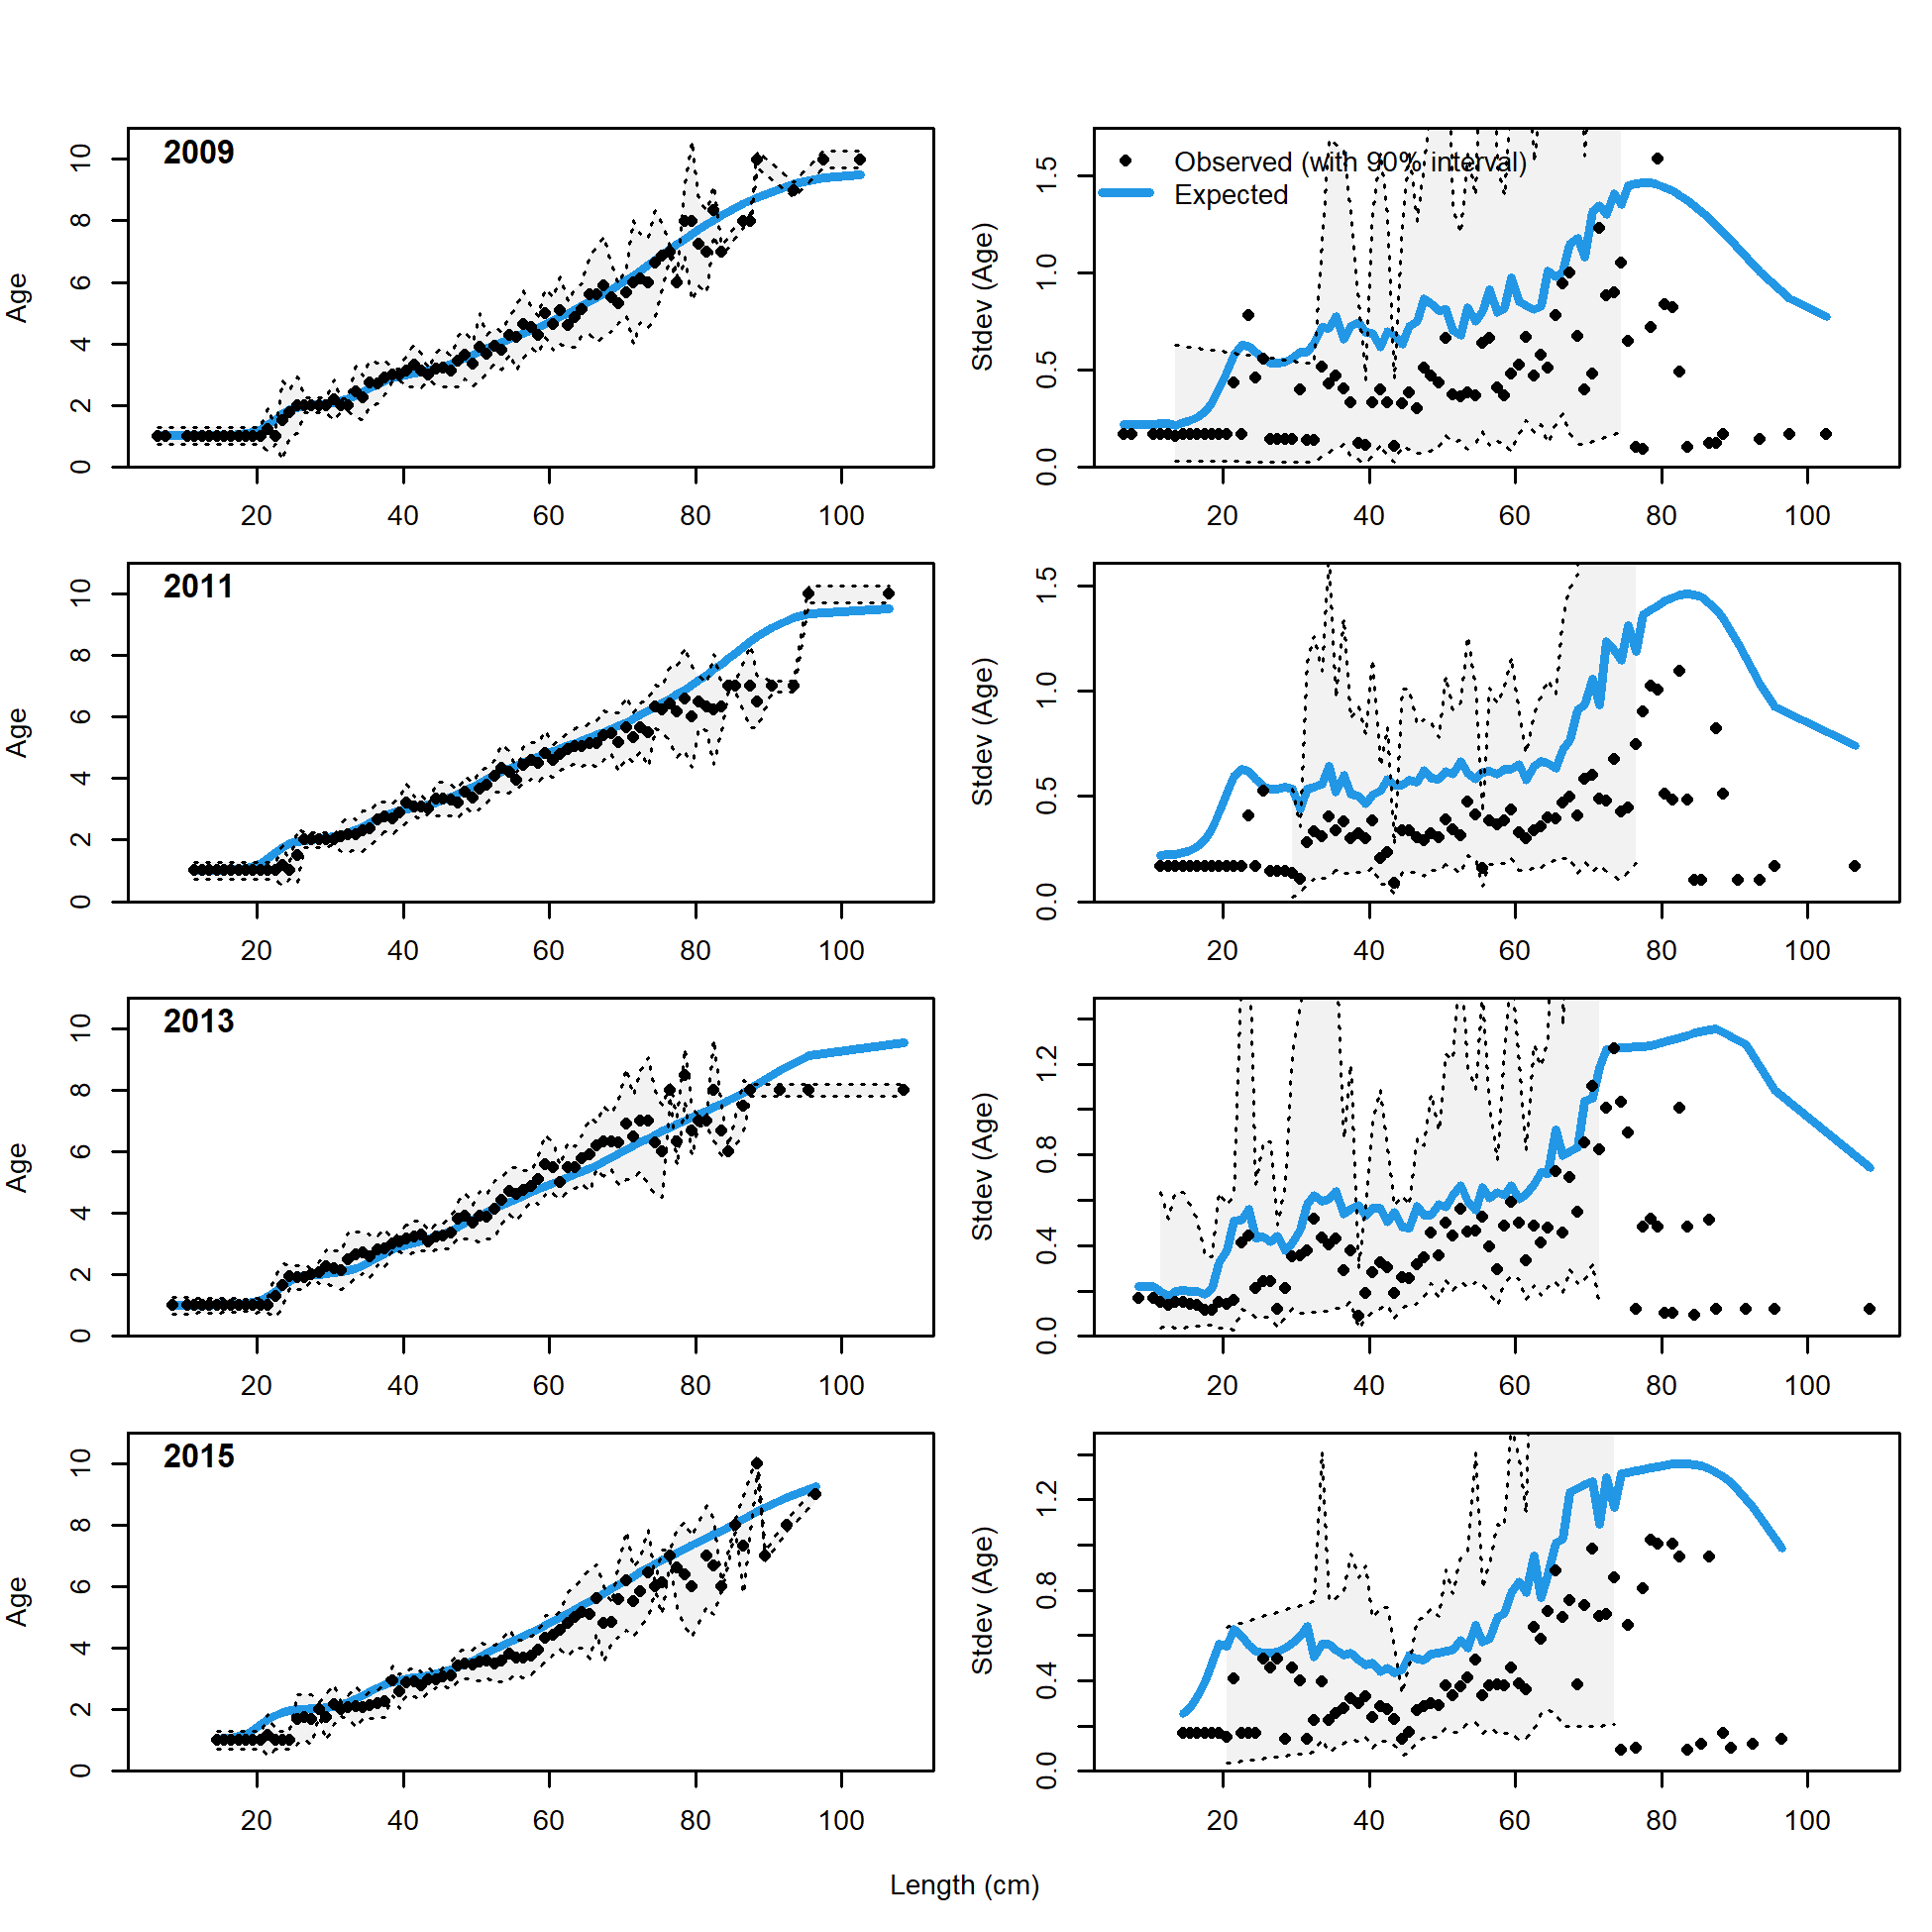 2009
Age
0 2 4 6 8 10
20 40 60 80 100
Observed (with 90% interval)
Expected
Stdev (Age)
0.0 0.5 1.0 1.5
20 40 60 80 100
2011
Age
0 2 4 6 8 10
20 40 60 80 100
Stdev (Age)
0.0 0.5 1.0 1.5
20 40 60 80 100
2013
Age
0 2 4 6 8 10
20 40 60 80 100
Stdev (Age)
0.0 0.4 0.8 1.2
20 40 60 80 100
2015
Age
0 2 4 6 8 10
20 40 60 80 100
Stdev (Age)
0.0 0.4 0.8 1.2
20 40 60 80 100
Length (cm)